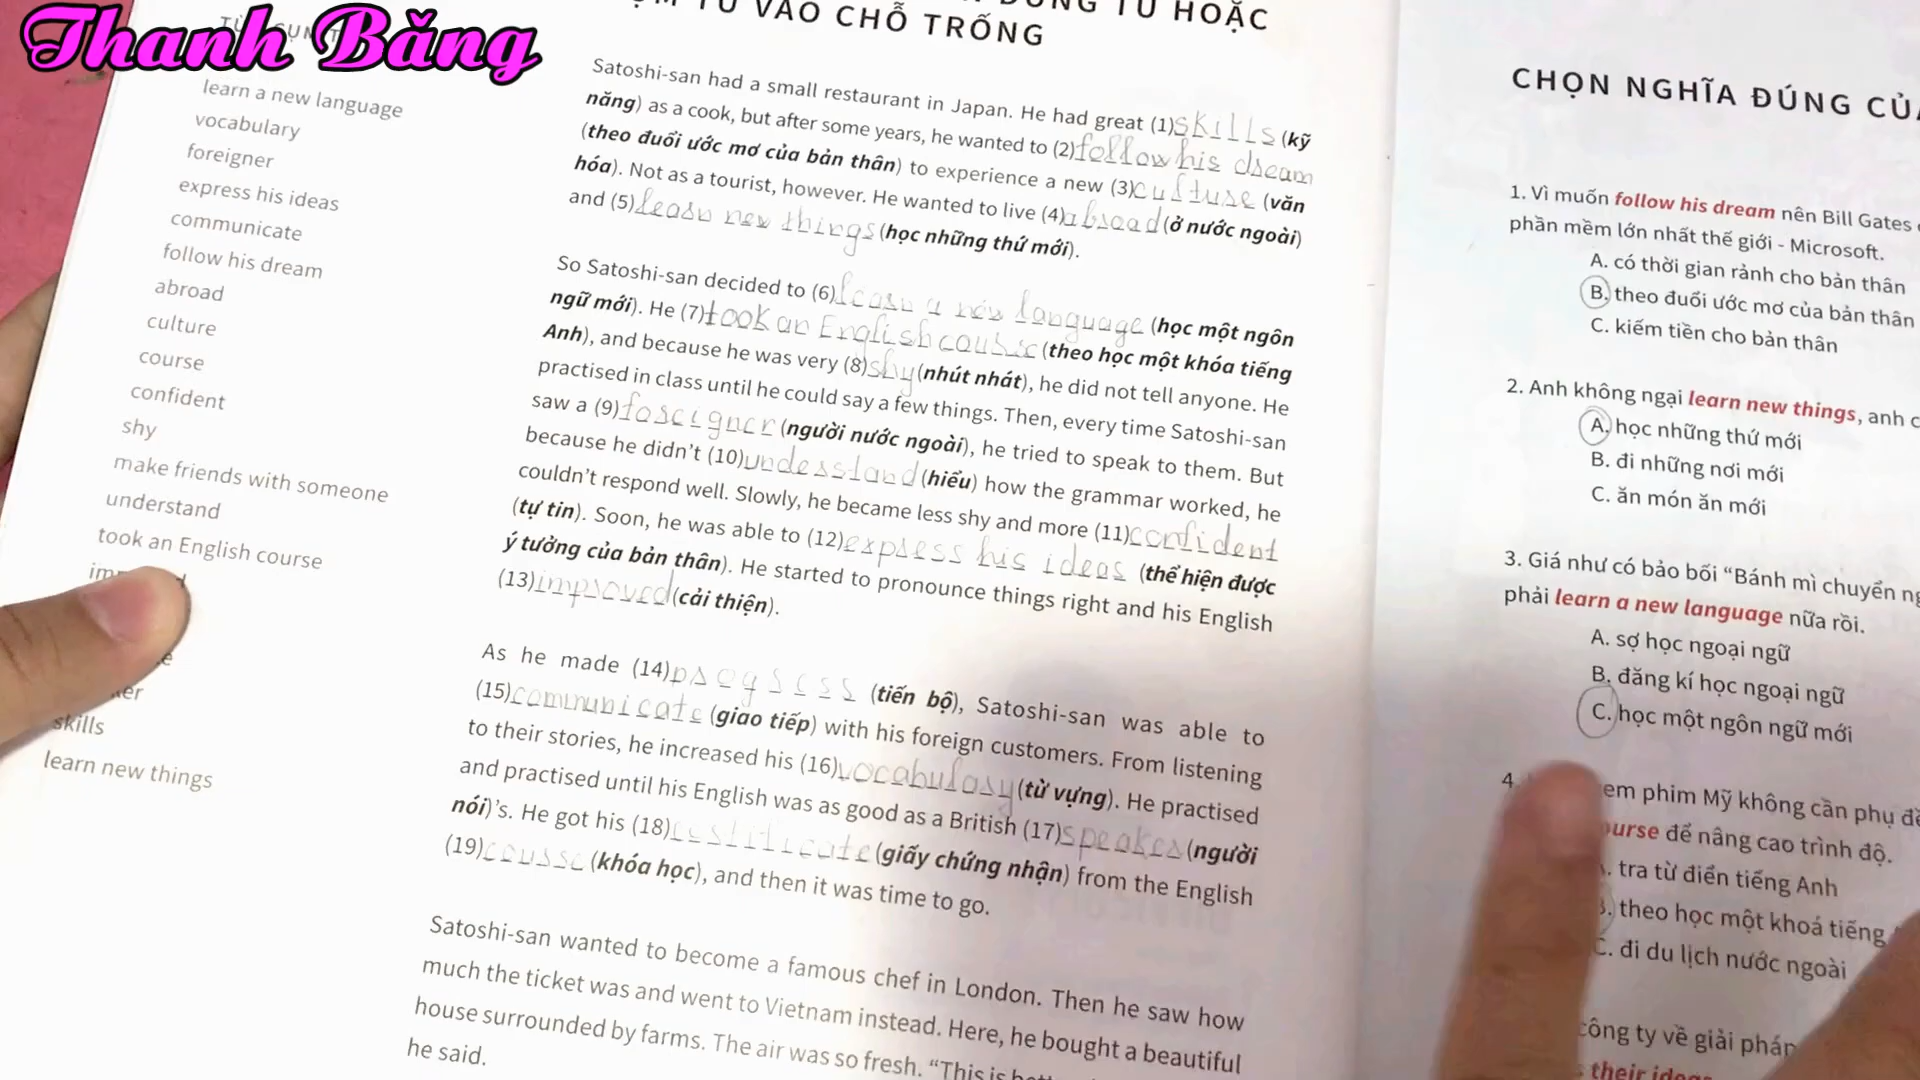 Thanh Băng
learn a new language
vocabulary
foreigner
express his ideas
communicate
follow his dream
abroad
culture
course
confident
shy
make friends with someone
understand
took an English course
skills
learn new things
TỪ HOẶC
TỪ VÀO CHỖ TRỐNG
Satoshi-san had a small restaurant in Japan. He had great (1)skills (kỹ
năng) as a cook, but after some years, he wanted to (2)follow his dream
(theo đuổi ước mơ của bản thân) to experience a new (3)culture (văn
hóa). Not as a tourist, however. He wanted to live (4)abroad (ở nước ngoài)
and (5)learn new things (học những thứ mới).
So Satoshi-san decided to (6)learn a new language (học một ngôn
ngữ mới). He (7)took an English course (theo học một khóa tiếng
Anh), and because he was very (8)shy (nhút nhát), he did not tell anyone. He
practised in class until he could say a few things. Then, every time Satoshi-san
saw a (9)foreigner (người nước ngoài), he tried to speak to them. But
because he didn't (10)understand (hiểu) how the grammar worked, he
couldn't respond well. Slowly, he became less shy and more (11)confident
(tự tin). Soon, he was able to (12)express his ideas (thể hiện được
ý tưởng của bản thân). He started to pronounce things right and his English
(13)improved (cải thiện).
As he made (14)progress (tiến bộ), Satoshi-san was able to
(15)communicate (giao tiếp) with his foreign customers. From listening
to their stories, he increased his (16)vocabulary (từ vựng). He practised
and practised until his English was as good as a British (17)speaker (người
nói)'s. He got his (18)certificate (giấy chứng nhận) from the English
(19)course (khóa học), and then it was time to go.
Satoshi-san wanted to become a famous chef in London. Then he saw how
much the ticket was and went to Vietnam instead. Here, he bought a beautiful
house surrounded by farms. The air was so fresh. "This is
he said.
CHỌN NGHĨA ĐÚNG CỦA
1. Vì muốn follow his dream nên Bill Gates
phần mềm lớn nhất thế giới - Microsoft.
A. có thời gian rảnh cho bản thân
B. theo đuổi ước mơ của bản thân
C. kiếm tiền cho bản thân
2. Anh không ngại learn new things, anh
A. học những thứ mới
B. đi những nơi mới
C. ăn món ăn mới
3. Giá như có bảo bối "Bánh mì chuyển
phải learn a new language nữa rồi.
A. sợ học ngoại ngữ
B. đăng kí học ngoại ngữ
C. học một ngôn ngữ mới
4. phim Mỹ không cần phụ
để nâng cao trình độ.
tra từ điển tiếng Anh
theo học một khoá tiếng
C. đi du lịch nước ngoài
công ty về giải pháp
their ideas